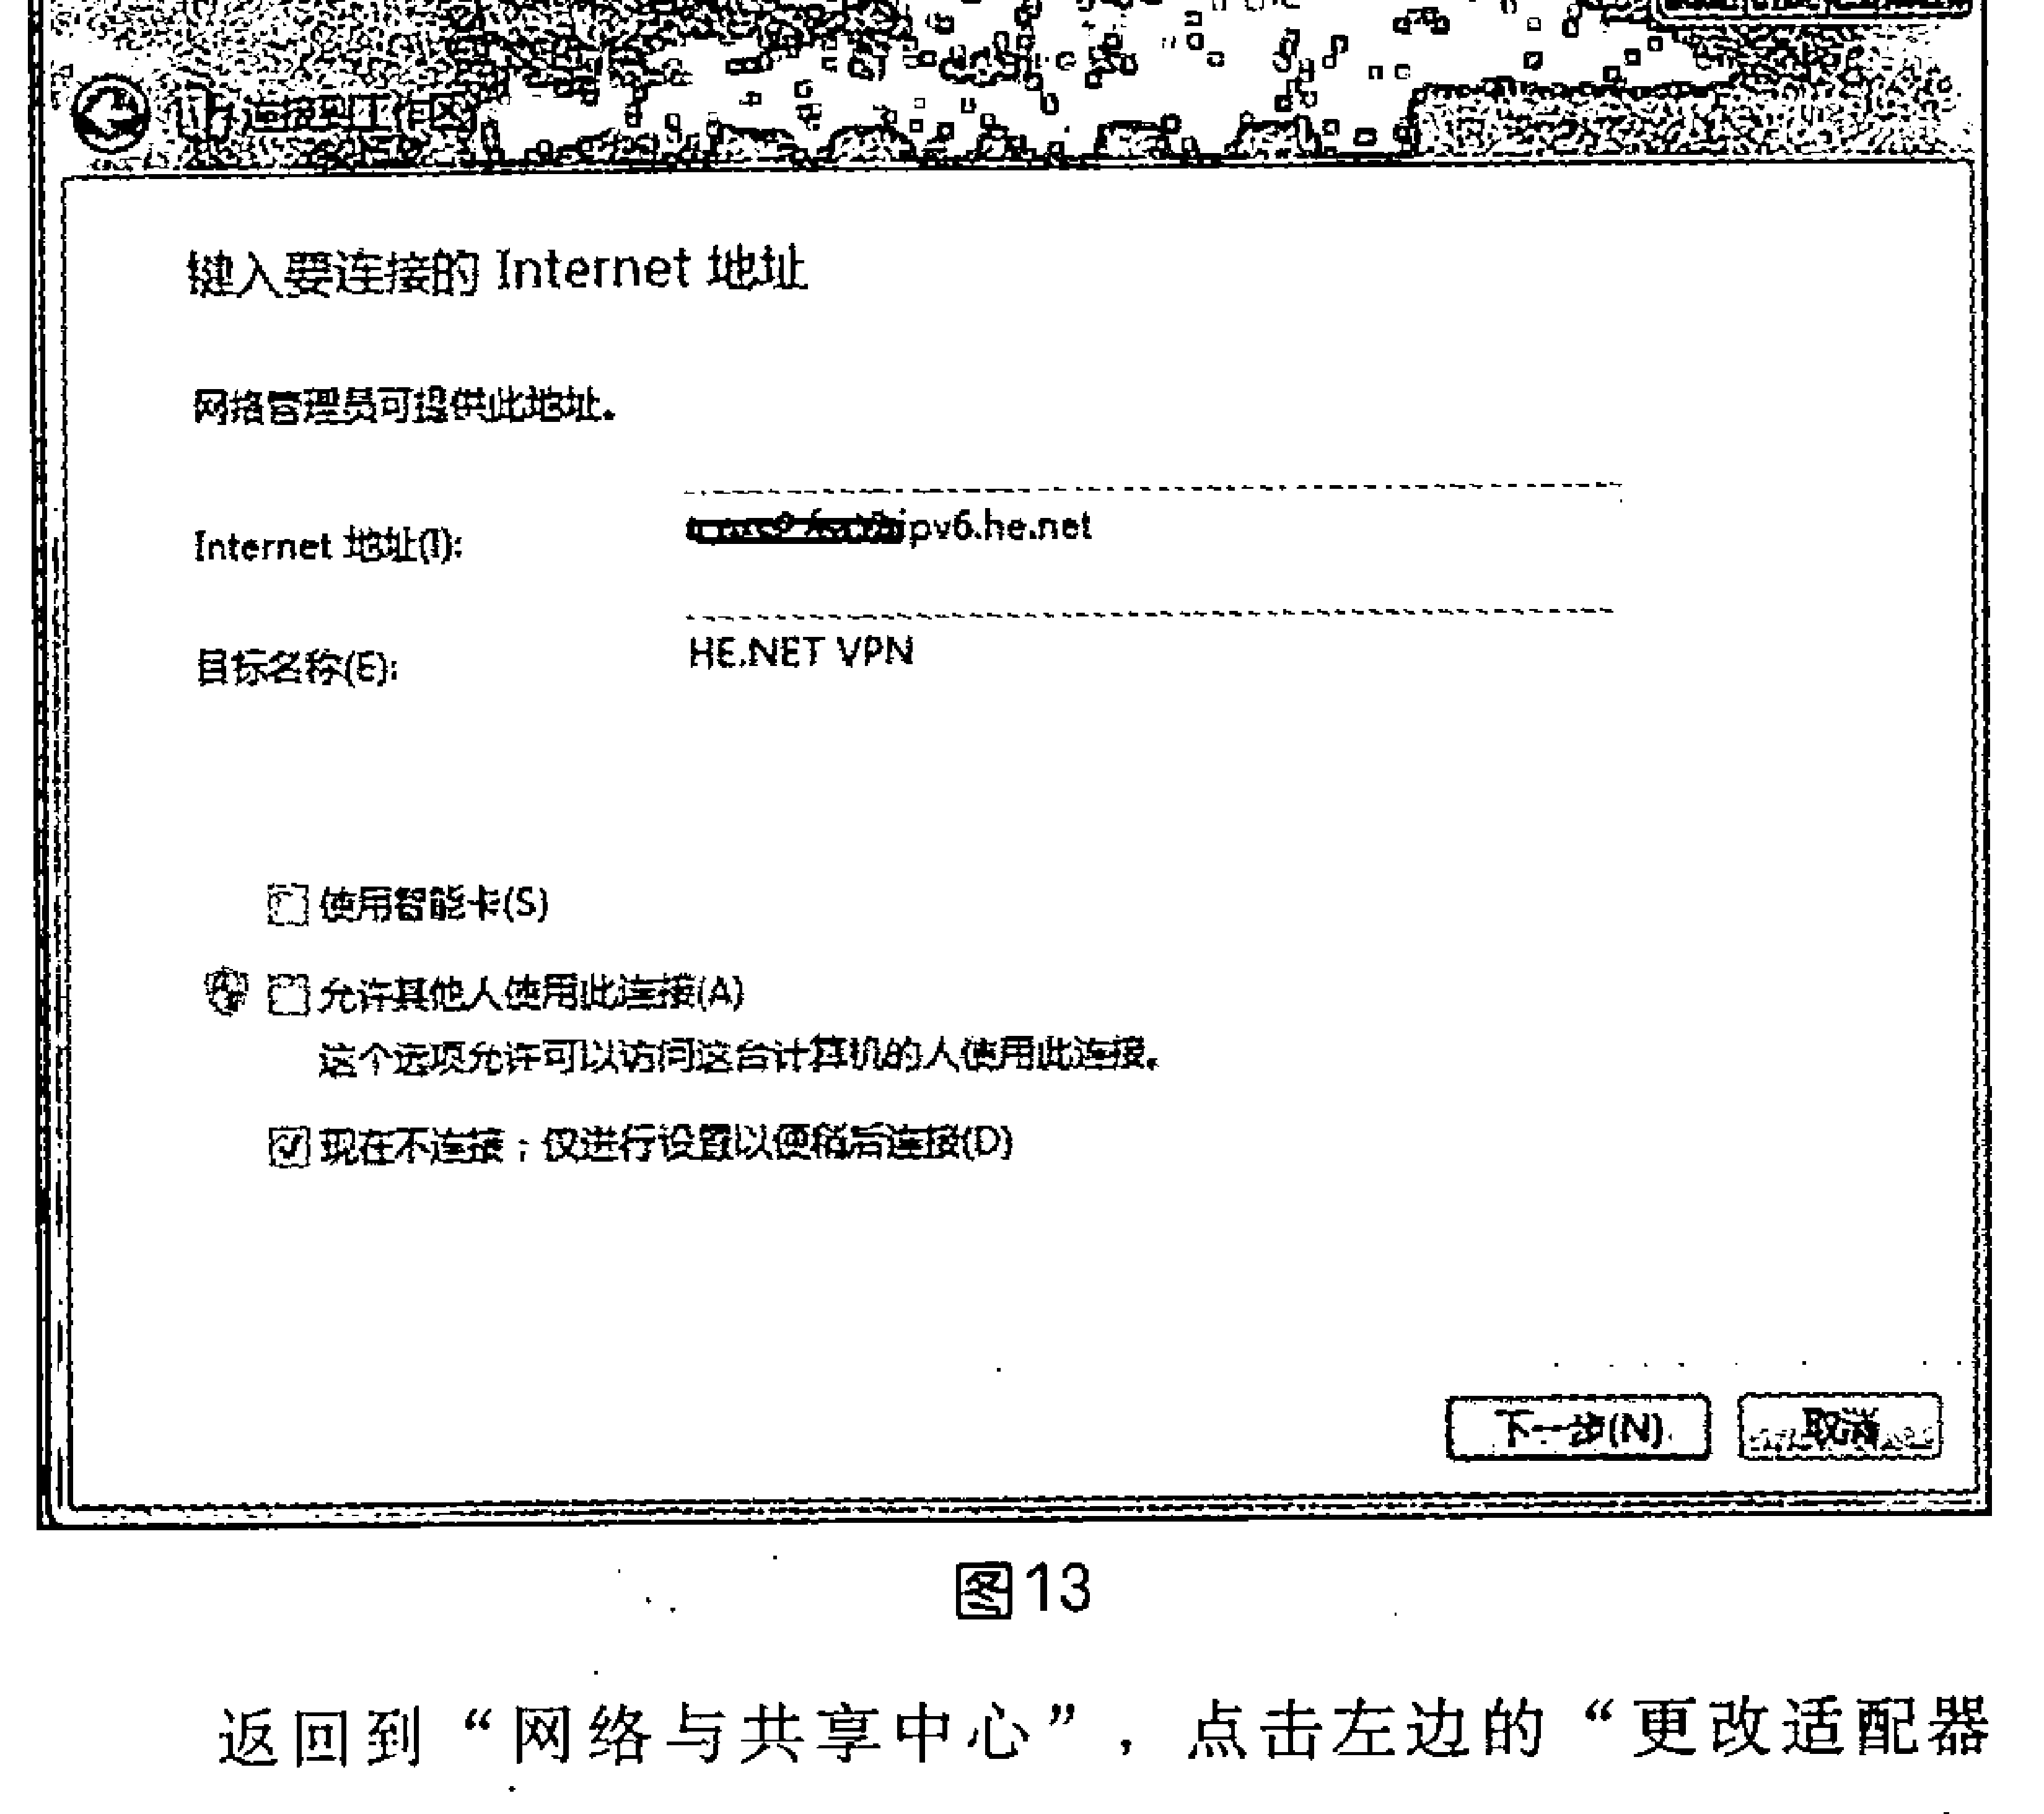 连接到工作区
键入要连接的 Internet 地址
网络管理员可提供此地址。
Internet 地址(I):
ipv6.he.net
目标名称(E):
HE.NET VPN
使用智能卡(S)
允许其他人使用此连接(A)
这个选项允许可以访问这台计算机的人使用此连接。
现在不连接；仅进行设置以便稍后连接(D)
下一步(N)
取消
图13
返回到“网络与共享中心”，点击左边的“更改适配器